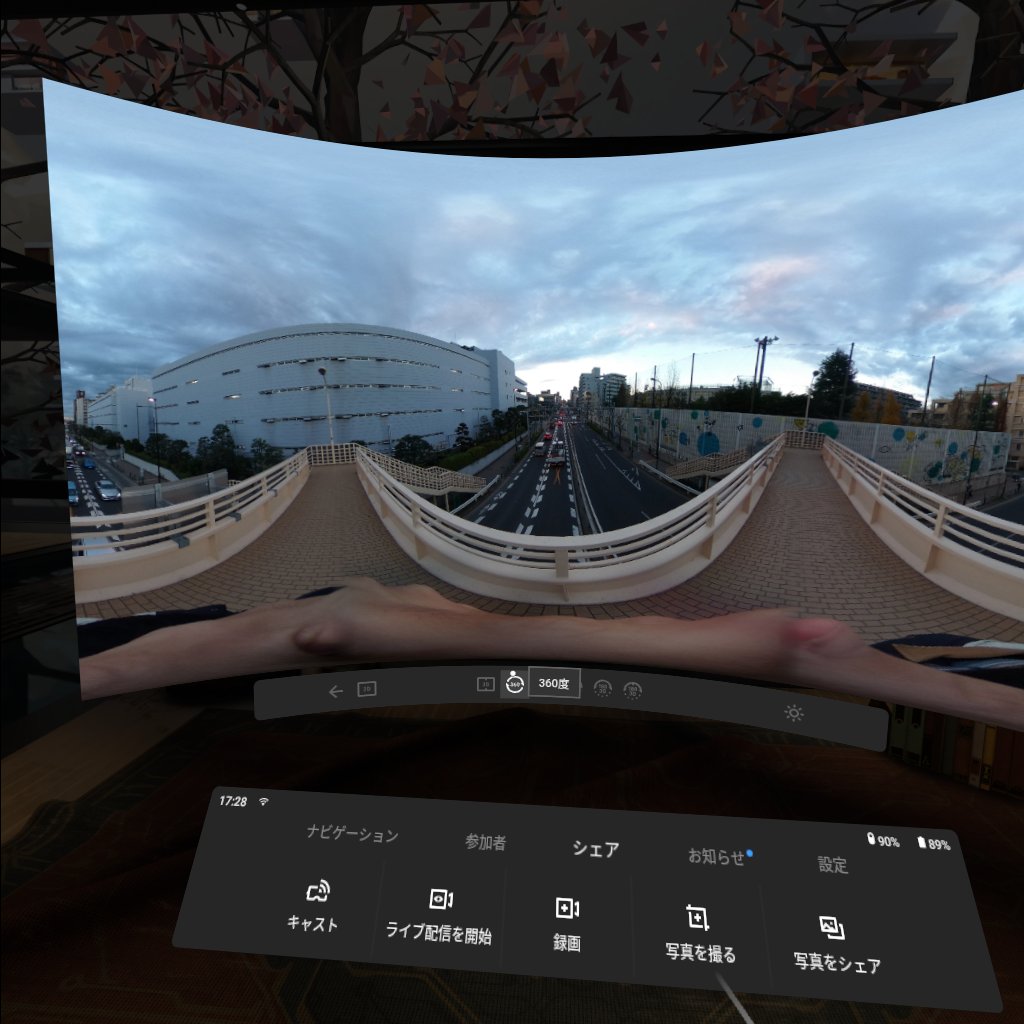 360度
17:28
90%
89%
ナビゲーション
参加者
シェア
お知らせ
設定
キャスト
ライブ配信を開始
録画
写真を撮る
写真をシェア